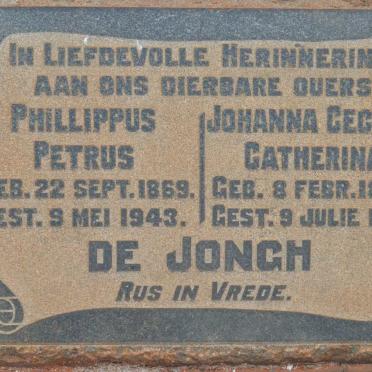 In Liefdevolle Herinnerin
aan ons dierbare ouers
Phillippus Johanna Cec
Petrus Catherina
eb. 22 Sept. 1869. Geb. 8 Febr. 18
est. 9 Mei 1943. Gest. 9 Julie
De Jongh
Rus in Vrede.